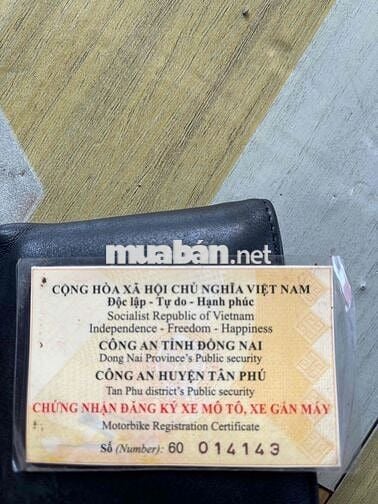 muabán.net
CỘNG HÒA XÃ HỘI CHỦ NGHĨA VIỆT NAM
Độc lập - Tự do - Hạnh phúc
Socialist Republic of Vietnam
Independence - Freedom - Happiness
CÔNG AN TỈNH ĐỒNG NAI
Dong Nai Province's Public security
CÔNG AN HUYỆN TÂN PHÚ
Tan Phu district's Public security
CHỨNG NHẬN ĐĂNG KÝ XE MÔ TÔ, XE GẮN MÁY
Motorbike Registration Certificate
Số (Number): 60 014143